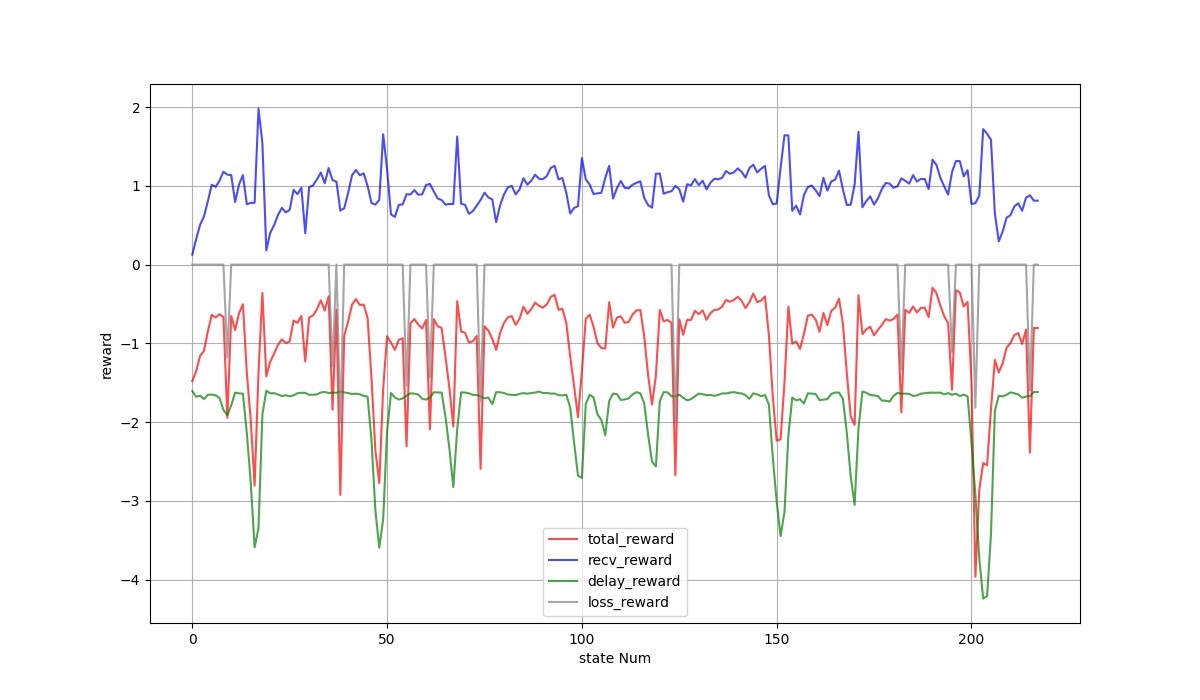 2
1
0
−1
−2
−3
−4
reward
0
50
100
150
200
state Num
total_reward
recv_reward
delay_reward
loss_reward